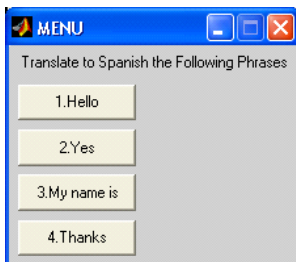 MENU
Translate to Spanish the Following Phrases
1.Hello
2.Yes
3.My name is
4.Thanks